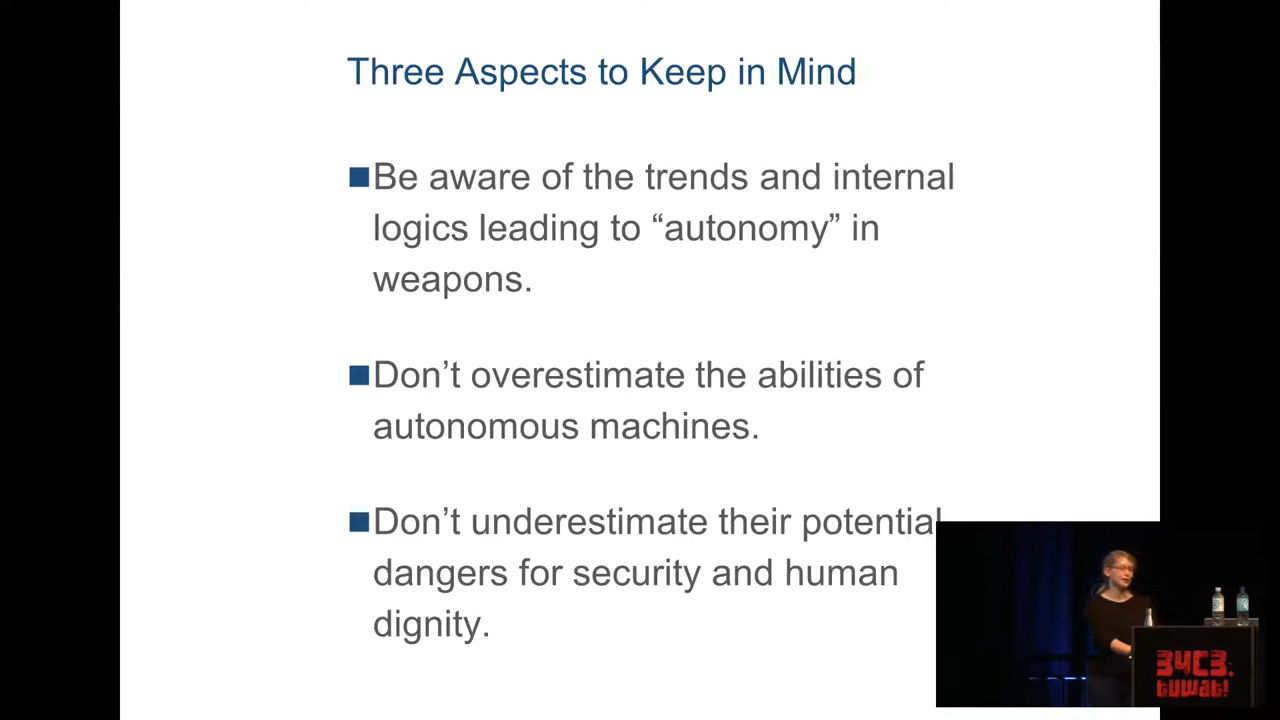 Three Aspects to Keep in Mind
Be aware of the trends and internal
logics leading to “autonomy” in
weapons.
Don’t overestimate the abilities of
autonomous machines.
Don’t underestimate their potential
dangers for security and human
dignity.
34C3.
tuwat!